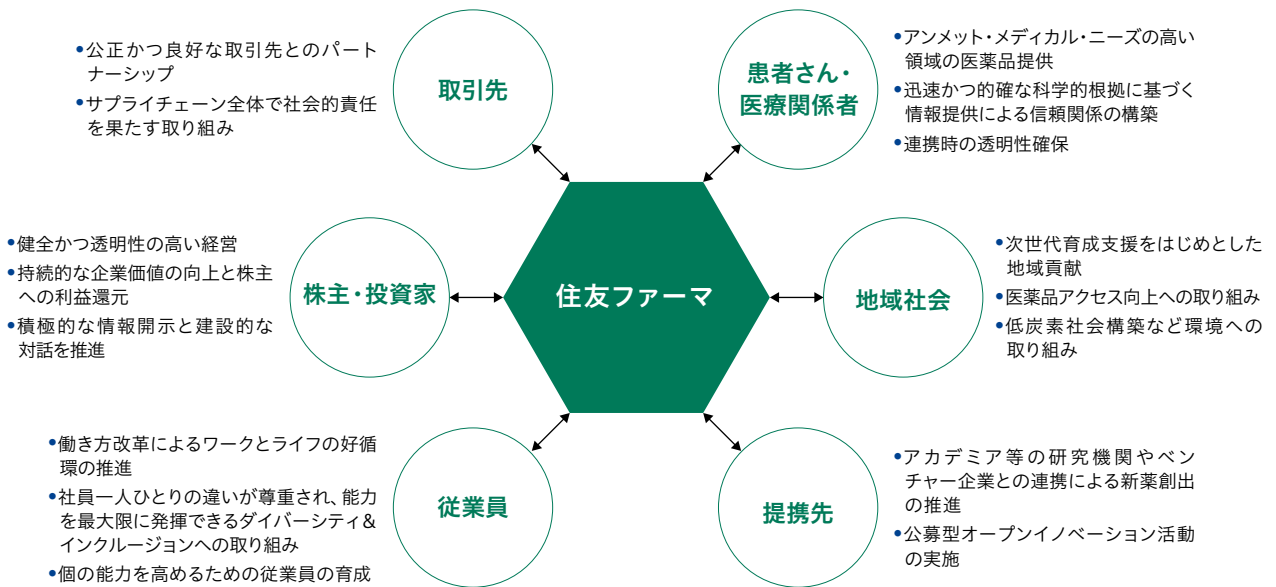 •公正かつ良好な取引先とのパート
ナーシップ
•サプライチェーン全体で社会的責任
を果たす取り組み
取引先
患者さん・
医療関係者
•アンメット・メディカル・ニーズの高い
領域の医薬品提供
•迅速かつ的確な科学的根拠に基づく
情報提供による信頼関係の構築
•連携時の透明性確保
•健全かつ透明性の高い経営
•持続的な企業価値の向上と株主
への利益還元
•積極的な情報開示と建設的な
対話を推進
株主・投資家
住友ファーマ
地域社会
•次世代育成支援をはじめとした
地域貢献
•医薬品アクセス向上への取り組み
•低炭素社会構築など環境への
取り組み
•働き方改革によるワークとライフの好循
環の推進
•社員一人ひとりの違いが尊重され、能力
を最大限に発揮できるダイバーシティ&
インクルージョンへの取り組み
•個の能力を高めるための従業員の育成
従業員
提携先
•アカデミア等の研究機関やベン
チャー企業との連携による新薬創出
の推進
•公募型オープンイノベーション活動
の実施